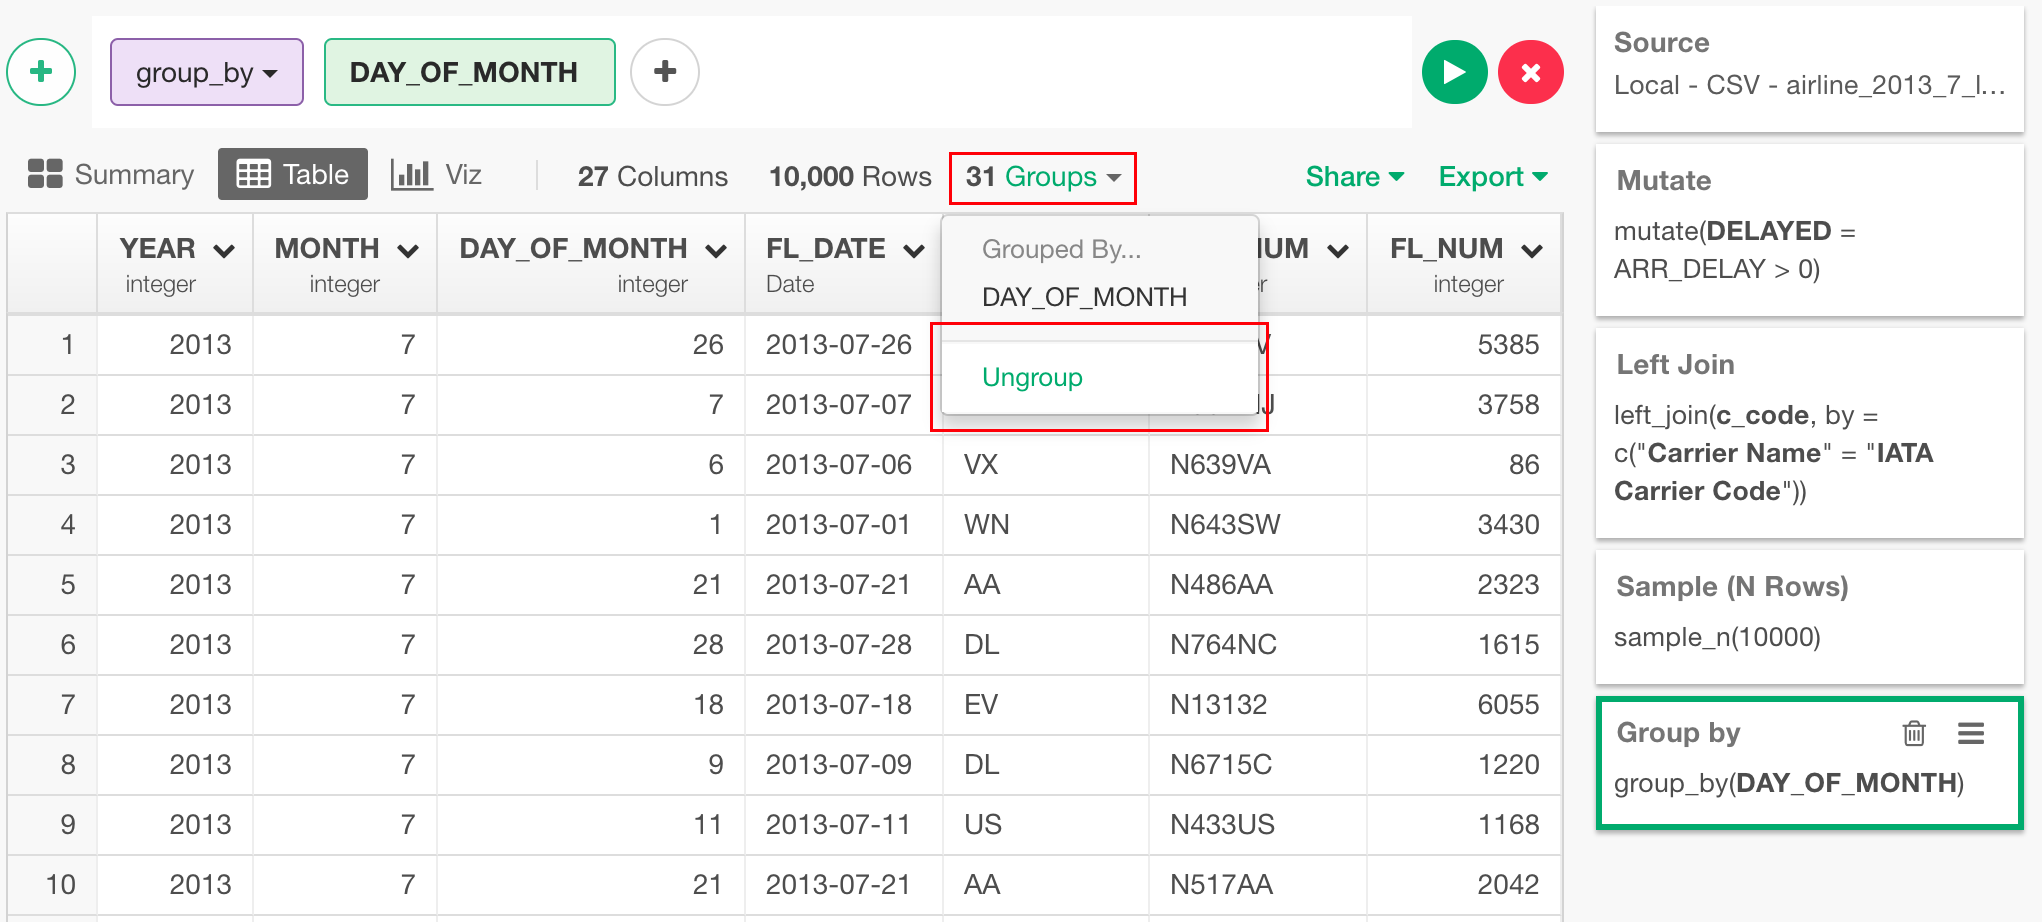 group_by
DAY_OF_MONTH
Summary
Table
Viz
27 Columns
10,000 Rows
31 Groups
Share
Export
YEAR
integer
MONTH
integer
DAY_OF_MONTH
integer
FL_DATE
Date
FL_NUM
integer
Grouped By...
DAY_OF_MONTH
Ungroup
1 2013 7 26 2013-07-26 5385
2 2013 7 7 2013-07-07 3758
3 2013 7 6 2013-07-06 VX N639VA 86
4 2013 7 1 2013-07-01 WN N643SW 3430
5 2013 7 21 2013-07-21 AA N486AA 2323
6 2013 7 28 2013-07-28 DL N764NC 1615
7 2013 7 18 2013-07-18 EV N13132 6055
8 2013 7 9 2013-07-09 DL N6715C 1220
9 2013 7 11 2013-07-11 US N433US 1168
10 2013 7 21 2013-07-21 AA N517AA 2042
Source
Local - CSV - airline_2013_7_l...
Mutate
mutate(DELAYED =
ARR_DELAY > 0)
Left Join
left_join(c_code, by =
c("Carrier Name" = "IATA
Carrier Code"))
Sample (N Rows)
sample_n(10000)
Group by
group_by(DAY_OF_MONTH)